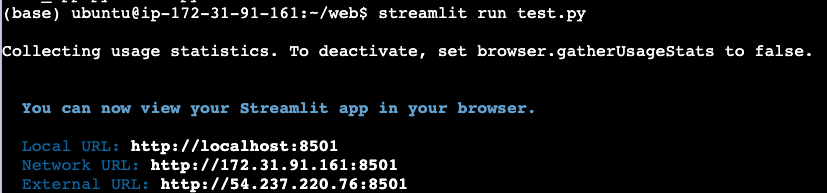 (base) ubuntu@ip-172-31-91-161:~/web$ streamlit run test.py
Collecting usage statistics. To deactivate, set browser.gatherUsageStats to false.
You can now view your Streamlit app in your browser.
Local URL: http://localhost:8501
Network URL: http://172.31.91.161:8501
External URL: http://54.237.220.76:8501